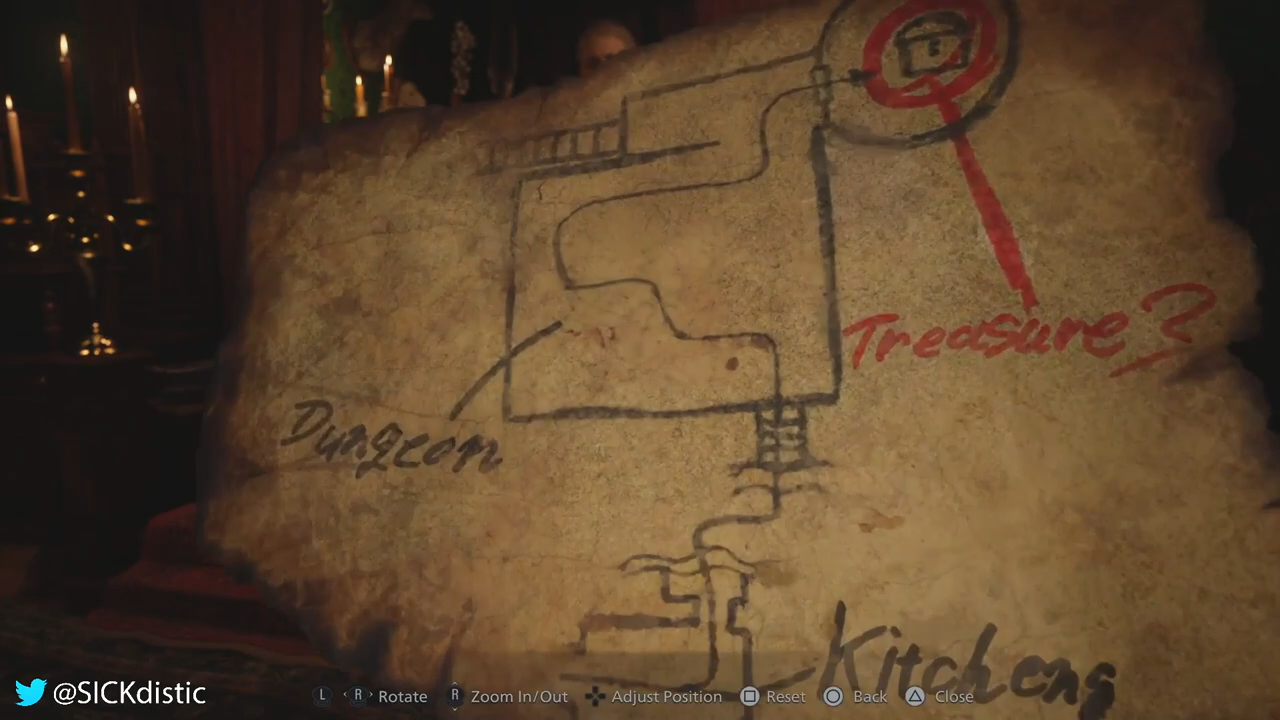 Treasure?
Dungeon
Kitchens
@SICKdistic
L R Rotate R Zoom In/Out Adjust Position Reset Back Close